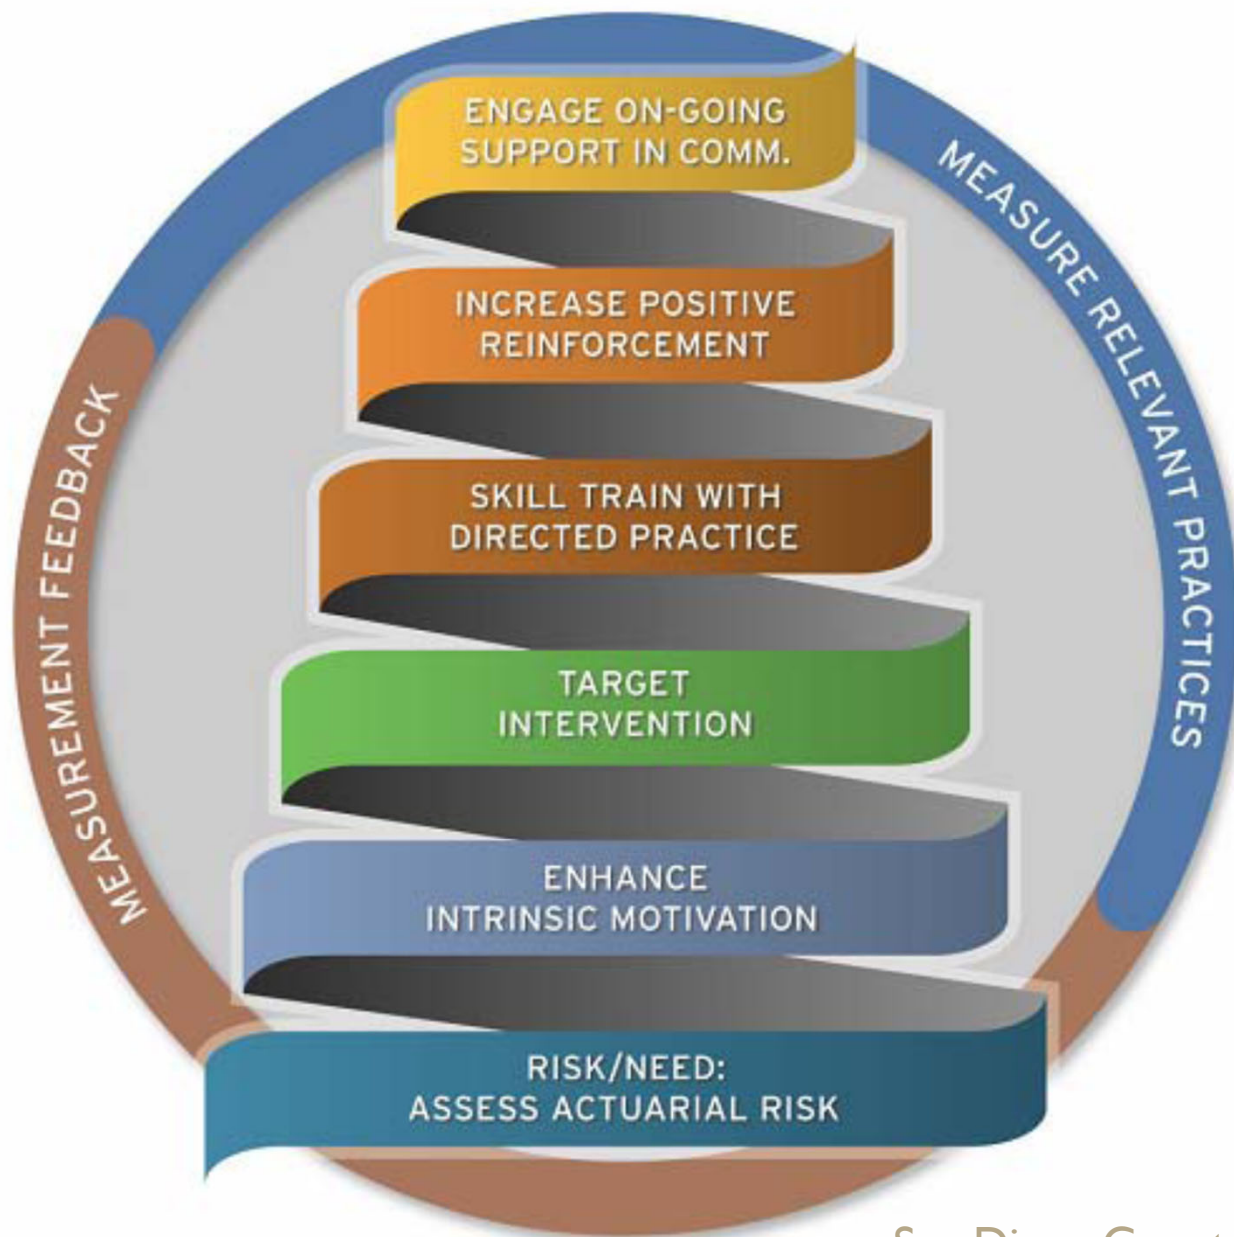 ENGAGE ON-GOING
SUPPORT IN COMM.
INCREASE POSITIVE
REINFORCEMENT
SKILL TRAIN WITH
DIRECTED PRACTICE
TARGET
INTERVENTION
ENHANCE
INTRINSIC MOTIVATION
RISK/NEED:
ASSESS ACTUARIAL RISK
MEASURE RELEVANT PRACTICES
MEASUREMENT FEEDBACK